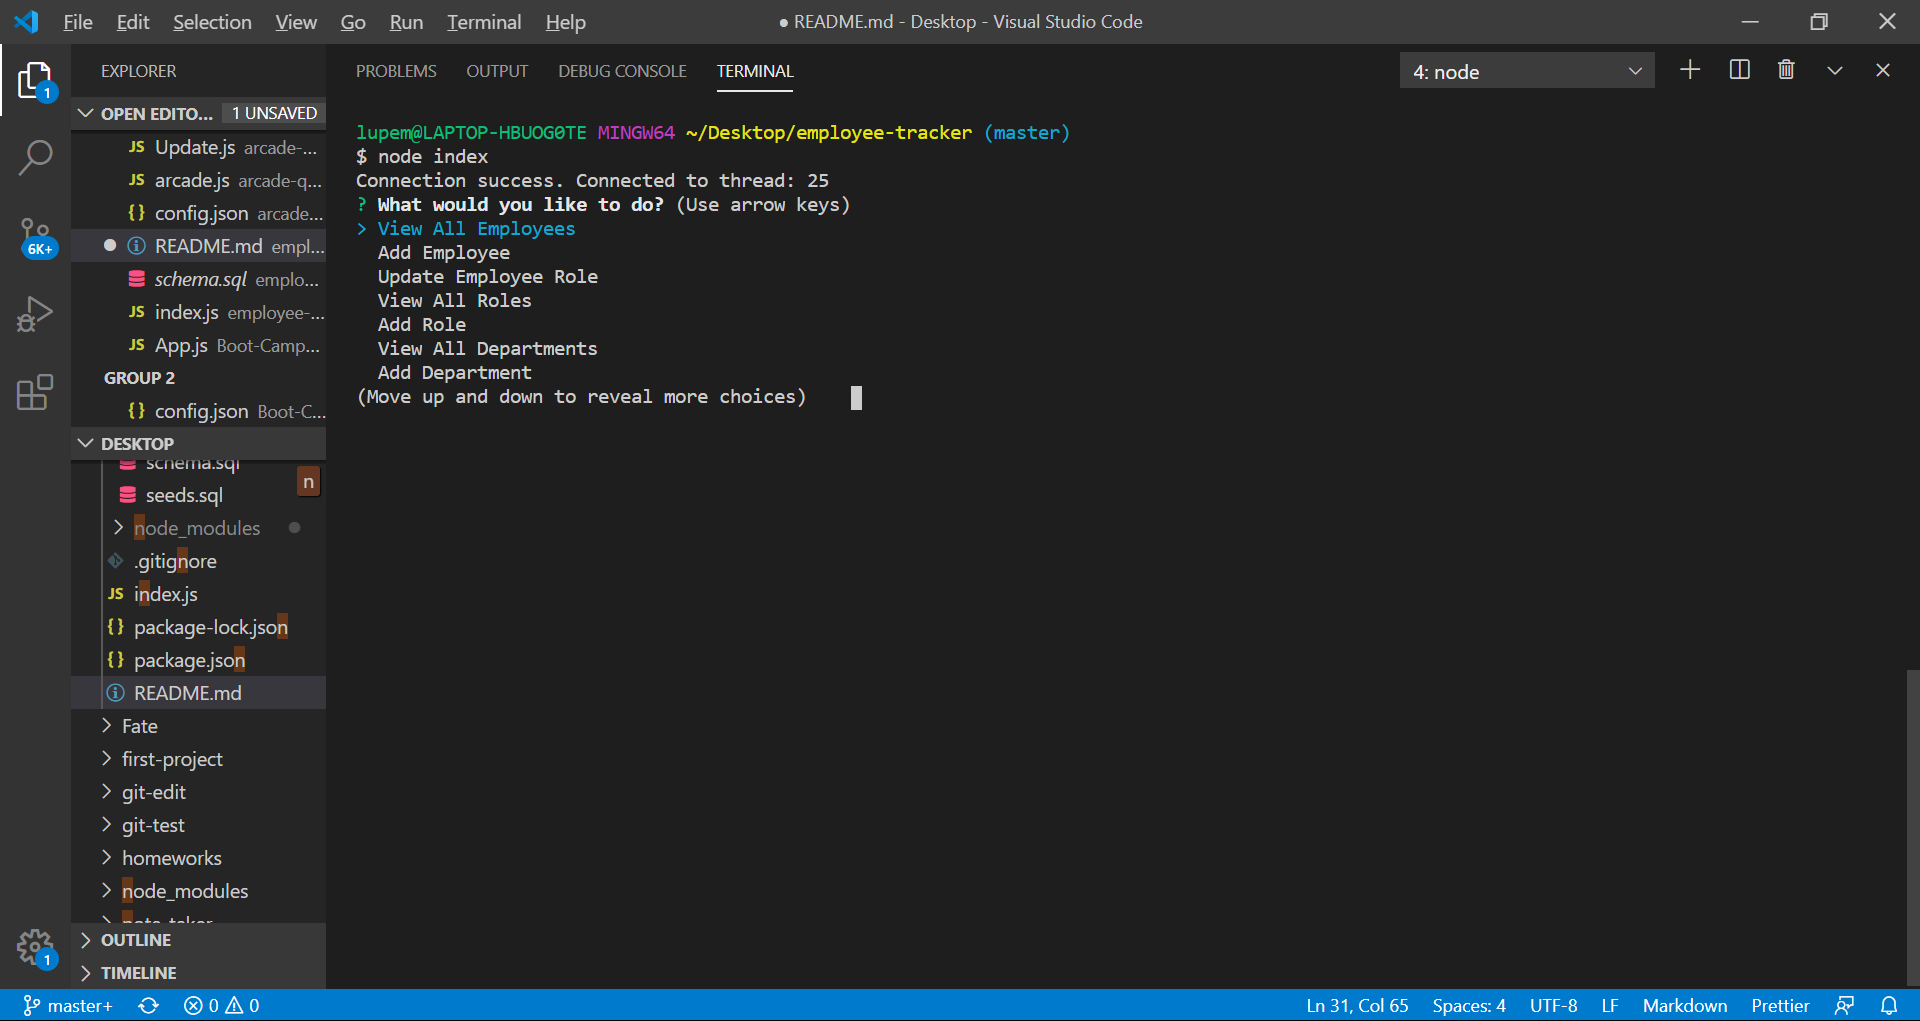 File Edit Selection View Go Run Terminal Help
● README.md - Desktop - Visual Studio Code
1
6K+
1
EXPLORER
OPEN EDITO... 1 UNSAVED
JS Update.js arcade-...
JS arcade.js arcade-q...
{} config.json arcade...
● README.md empl...
schema.sql emplo...
JS index.js employee-...
JS App.js Boot-Camp...
GROUP 2
{} config.json Boot-C...
DESKTOP
schema.sql
n
seeds.sql
node_modules
.gitignore
JS index.js
{} package-lock.json
{} package.json
README.md
Fate
first-project
git-edit
git-test
homeworks
node_modules
note-taker
OUTLINE
TIMELINE
PROBLEMS OUTPUT DEBUG CONSOLE TERMINAL
4: node
lupem@LAPTOP-HBUOG0TE MINGW64 ~/Desktop/employee-tracker (master)
$ node index
Connection success. Connected to thread: 25
? What would you like to do? (Use arrow keys)
> View All Employees
Add Employee
Update Employee Role
View All Roles
Add Role
View All Departments
Add Department
(Move up and down to reveal more choices)
master+ 0 0
Ln 31, Col 65 Spaces: 4 UTF-8 LF Markdown Prettier